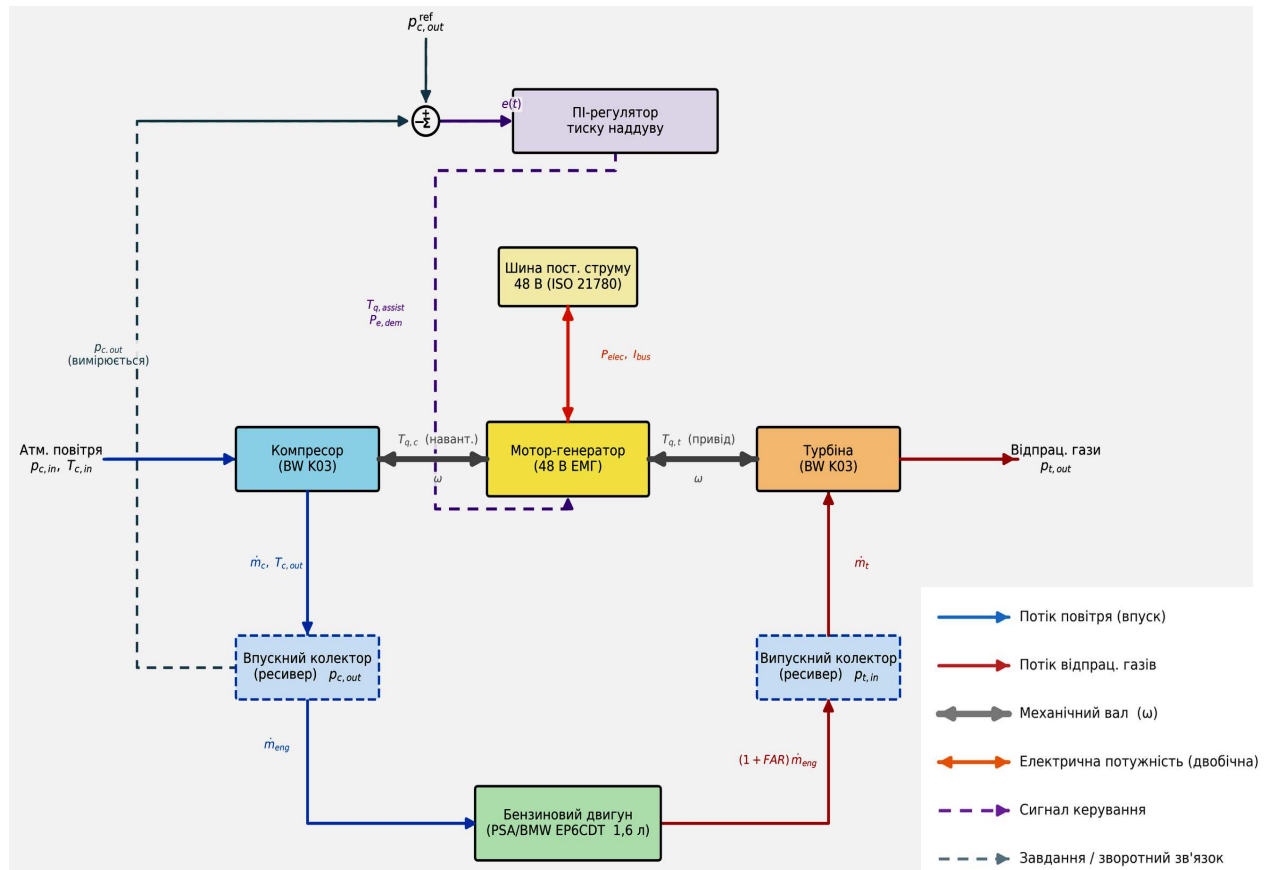 p_{c,out}^{ref}
+
−Σ
e(t)
ПІ-регулятор
тиску наддуву
Шина пост. струму
48 В (ISO 21780)
T_{q,assist}
P_{e,dem}
P_{elec}, I_{bus}
p_{c.out}
(вимірюється)
Атм. повітря
p_{c,in}, T_{c,in}
Компресор
(BW K03)
T_{q,c} (навант.)
ω
Мотор-генератор
(48 В ЕМГ)
T_{q,t} (привід)
ω
Турбіна
(BW K03)
Відпрац. гази
p_{t,out}
ṁ_c, T_{c,out}
ṁ_t
Впускний колектор
(ресивер) p_{c,out}
Випускний колектор
(ресивер) p_{t,in}
ṁ_{eng}
(1 + FAR) ṁ_{eng}
Бензиновий двигун
(PSA/BMW EP6CDT 1,6 л)
Потік повітря (впуск)
Потік відпрац. газів
Механічний вал (ω)
Електрична потужність (двобічна)
Сигнал керування
Завдання / зворотний зв'язок